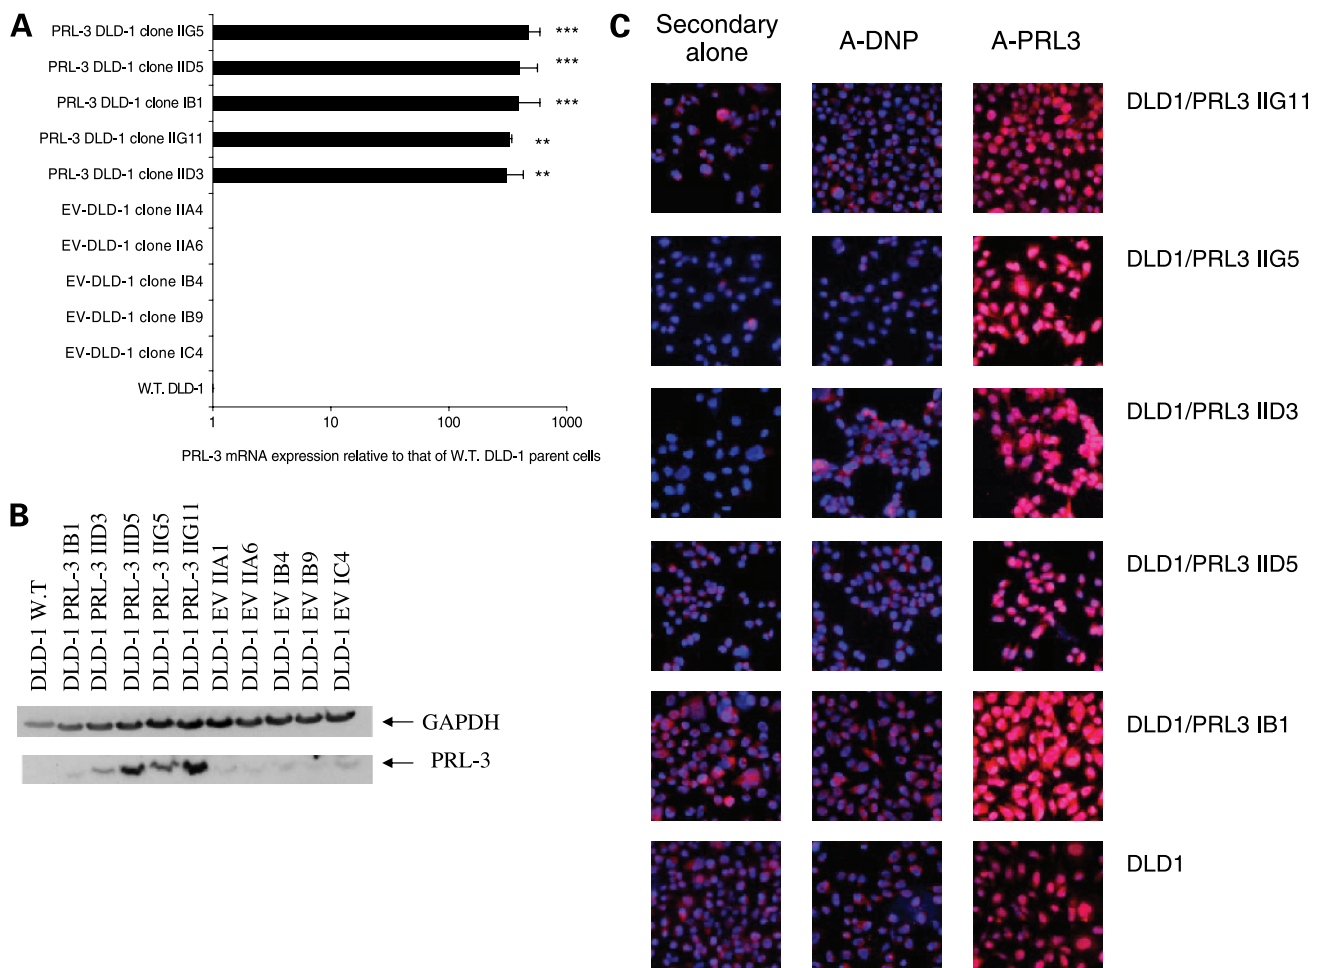 A
PRL-3 DLD-1 clone IIG5
***
PRL-3 DLD-1 clone IID5
***
PRL-3 DLD-1 clone IB1
***
PRL-3 DLD-1 clone IIG11
**
PRL-3 DLD-1 clone IID3
**
EV-DLD-1 clone IIA4
EV-DLD-1 clone IIA6
EV-DLD-1 clone IB4
EV-DLD-1 clone IB9
EV-DLD-1 clone IC4
W.T. DLD-1
1 10 100 1000
PRL-3 mRNA expression relative to that of W.T. DLD-1 parent cells
B
DLD-1 W.T
DLD-1 PRL-3 IB1
DLD-1 PRL-3 IID3
DLD-1 PRL-3 IID5
DLD-1 PRL-3 IIG5
DLD-1 PRL-3 IIG11
DLD-1 EV IIA1
DLD-1 EV IIA6
DLD-1 EV IB4
DLD-1 EV IB9
DLD-1 EV IC4
GAPDH
PRL-3
C
Secondary
alone
A-DNP
A-PRL3
DLD1/PRL3 IIG11
DLD1/PRL3 IIG5
DLD1/PRL3 IID3
DLD1/PRL3 IID5
DLD1/PRL3 IB1
DLD1